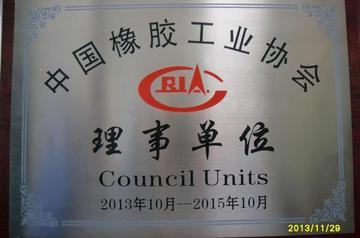 中国橡胶工业协会
CRIA
理事单位
Council Units
2013年10月—2015年10月
2013/11/29